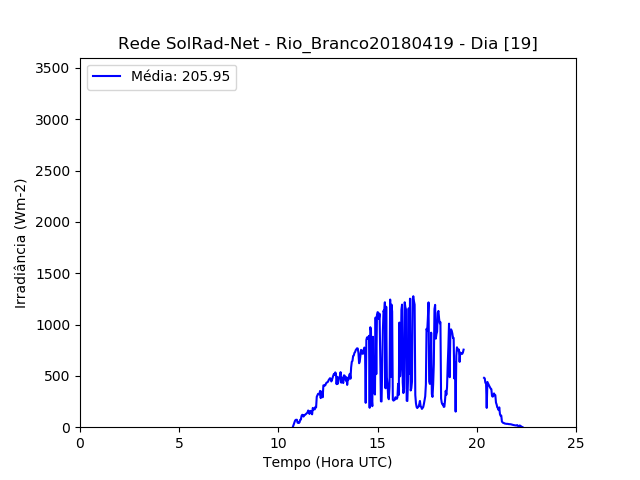 Rede SolRad-Net - Rio_Branco20180419 - Dia [19]
Média: 205.95
3500
3000
2500
2000
1500
1000
500
0
0 5 10 15 20 25
Irradiância (Wm-2)
Tempo (Hora UTC)